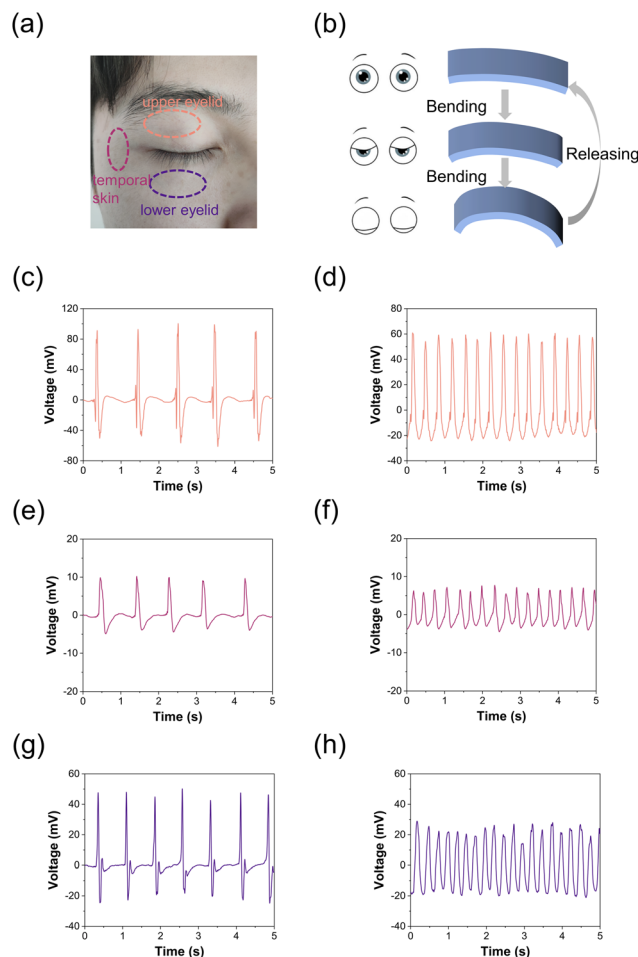 (a)
upper eyelid
temporal
skin
lower eyelid
(b)
Bending
Bending
Releasing
(c)
120
80
40
0
-40
-80
Voltage (mV)
0
1
2
3
4
5
Time (s)
(d)
80
60
40
20
0
-20
-40
Voltage (mV)
0
1
2
3
4
5
Time (s)
(e)
20
10
0
-10
-20
Voltage (mV)
0
1
2
3
4
5
Time (s)
(f)
20
10
0
-10
-20
Voltage (mV)
0
1
2
3
4
5
Time (s)
(g)
60
40
20
0
-20
-40
Voltage (mV)
0
1
2
3
4
5
Time (s)
(h)
60
40
20
0
-20
-40
Voltage (mV)
0
1
2
3
4
5
Time (s)